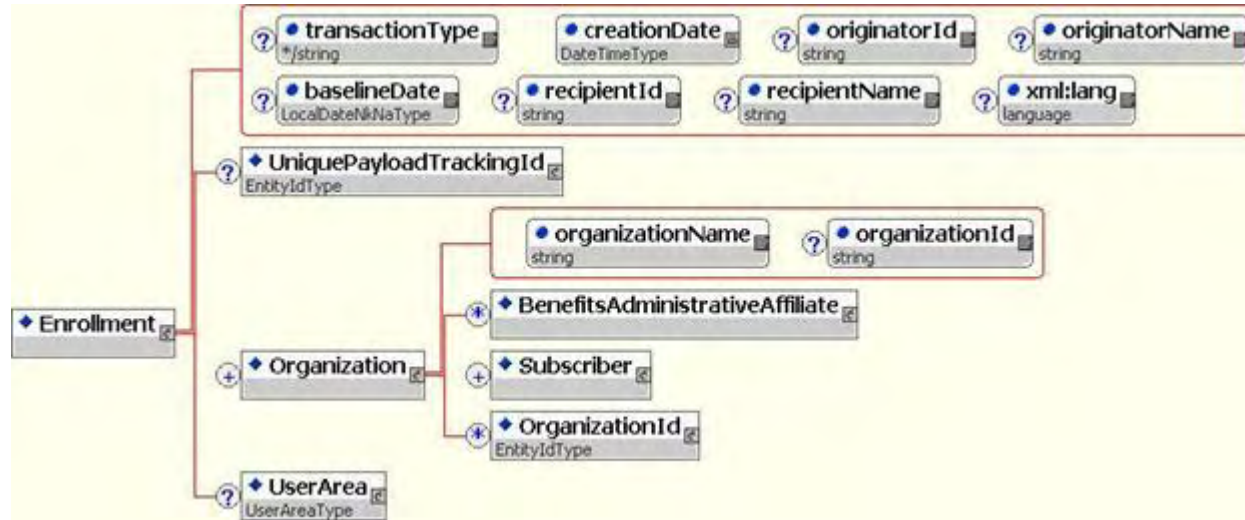 transactionType creationDate originatorId originatorName
*/string DateTimeType string string
baselineDate recipientId recipientName xml:lang
LocalDateNkNaType string string language
? UniquePayloadTrackingId
EntityIdType
organizationName ? organizationId
string string
* BenefitsAdministrativeAffiliate
Enrollment
+ Organization + Subscriber
* OrganizationId
EntityIdType
? UserArea
UserAreaType